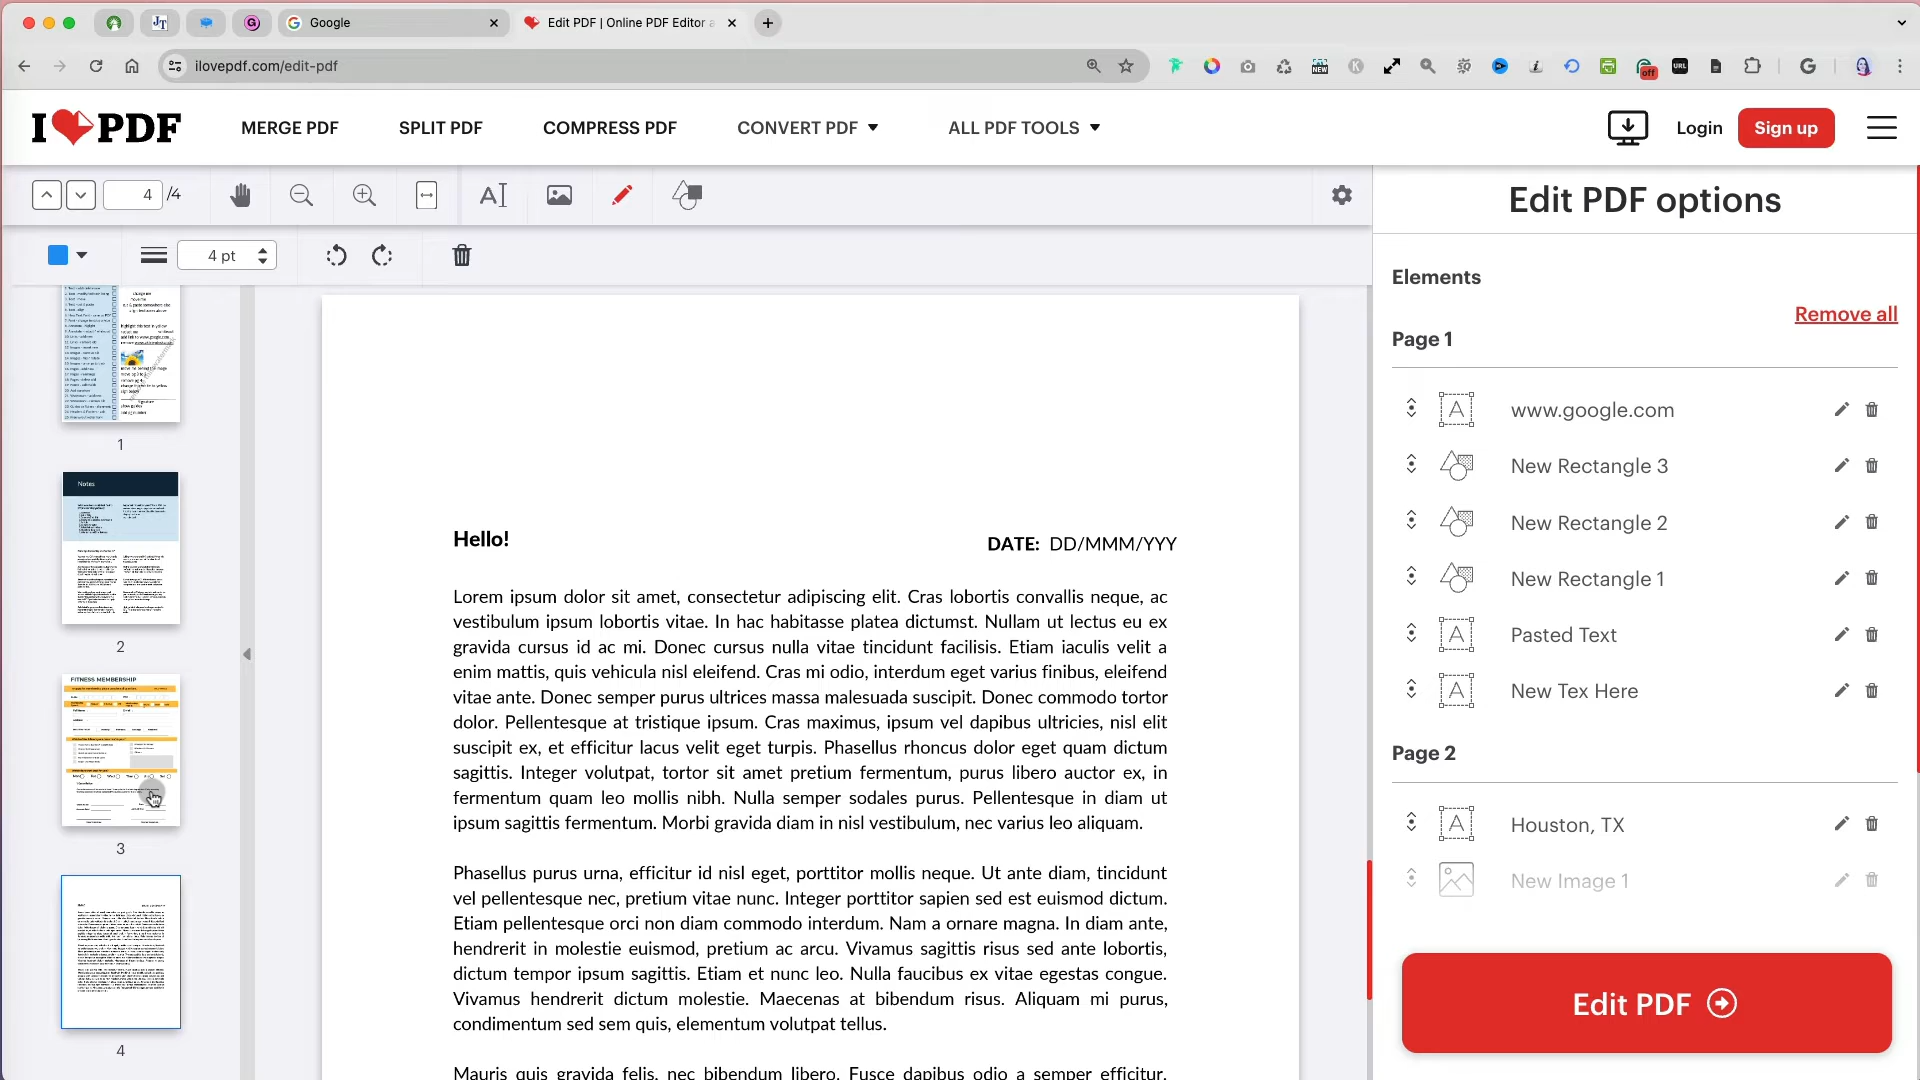 Google
Edit PDF | Online PDF Editor
ilovepdf.com/edit-pdf
NEW
K
off
URL
I PDF
MERGE PDF
SPLIT PDF
COMPRESS PDF
CONVERT PDF
ALL PDF TOOLS
Login
Sign up
4 /4
4 pt
1
Notes
2
FITNESS MEMBERSHIP
3
4
Hello!
DATE: DD/MMM/YYY
Lorem ipsum dolor sit amet, consectetur adipiscing elit. Cras lobortis convallis neque, ac
vestibulum ipsum lobortis vitae. In hac habitasse platea dictumst. Nullam ut lectus eu ex
gravida cursus id ac mi. Donec cursus nulla vitae tincidunt facilisis. Etiam iaculis velit a
enim mattis, quis vehicula nisl eleifend. Cras mi odio, interdum eget varius finibus, eleifend
vitae ante. Donec semper purus ultrices massa malesuada suscipit. Donec commodo tortor
dolor. Pellentesque at tristique ipsum. Cras maximus, ipsum vel dapibus ultricies, nisl elit
suscipit ex, et efficitur lacus velit eget turpis. Phasellus rhoncus dolor eget quam dictum
sagittis. Integer volutpat, tortor sit amet pretium fermentum, purus libero auctor ex, in
fermentum quam leo mollis nibh. Nulla semper sodales purus. Pellentesque in diam ut
ipsum sagittis fermentum. Morbi gravida diam in nisl vestibulum, nec varius leo aliquam.
Phasellus purus urna, efficitur id nisl eget, porttitor mollis neque. Ut ante diam, tincidunt
vel pellentesque nec, pretium vitae nunc. Integer porttitor sapien sed est euismod dictum.
Etiam pellentesque orci non diam commodo interdum. Nam a ornare magna. In diam ante,
hendrerit in molestie euismod, pretium ac arcu. Vivamus sagittis risus sed ante lobortis,
dictum tempor ipsum sagittis. Etiam et nunc leo. Nulla faucibus ex vitae egestas congue.
Vivamus hendrerit dictum molestie. Maecenas at bibendum risus. Aliquam mi purus,
condimentum sed sem quis, elementum volutpat tellus.
Mauris quis gravida felis, nec bibendum libero. Fusce dapibus odio a semper efficitur.
Edit PDF options
Elements
Remove all
Page 1
www.google.com
New Rectangle 3
New Rectangle 2
New Rectangle 1
Pasted Text
New Tex Here
Page 2
Houston, TX
New Image 1
Edit PDF